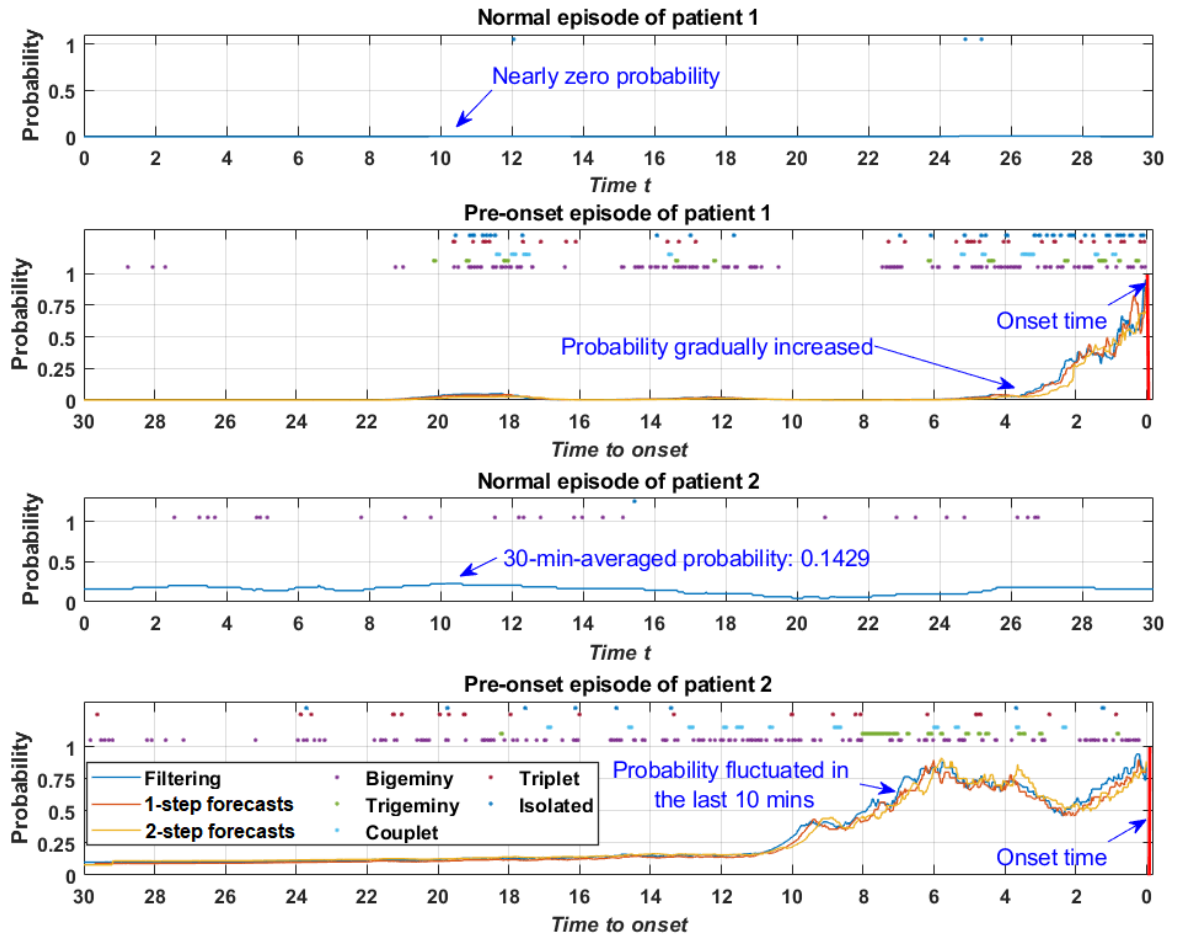 Normal episode of patient 1
Probability
1
0.5
0
Nearly zero probability
0 2 4 6 8 10 12 14 16 18 20 22 24 26 28 30
Time t
Pre-onset episode of patient 1
Probability
1
0.75
0.5
0.25
0
Onset time
Probability gradually increased
30 28 26 24 22 20 18 16 14 12 10 8 6 4 2 0
Time to onset
Normal episode of patient 2
Probability
1
0.5
0
30-min-averaged probability: 0.1429
0 2 4 6 8 10 12 14 16 18 20 22 24 26 28 30
Time t
Pre-onset episode of patient 2
Probability
1
0.75
0.5
0.25
0
Filtering Bigeminy Triplet
1-step forecasts Trigeminy Isolated
2-step forecasts Couplet
Probability fluctuated in
the last 10 mins
Onset time
30 28 26 24 22 20 18 16 14 12 10 8 6 4 2 0
Time to onset